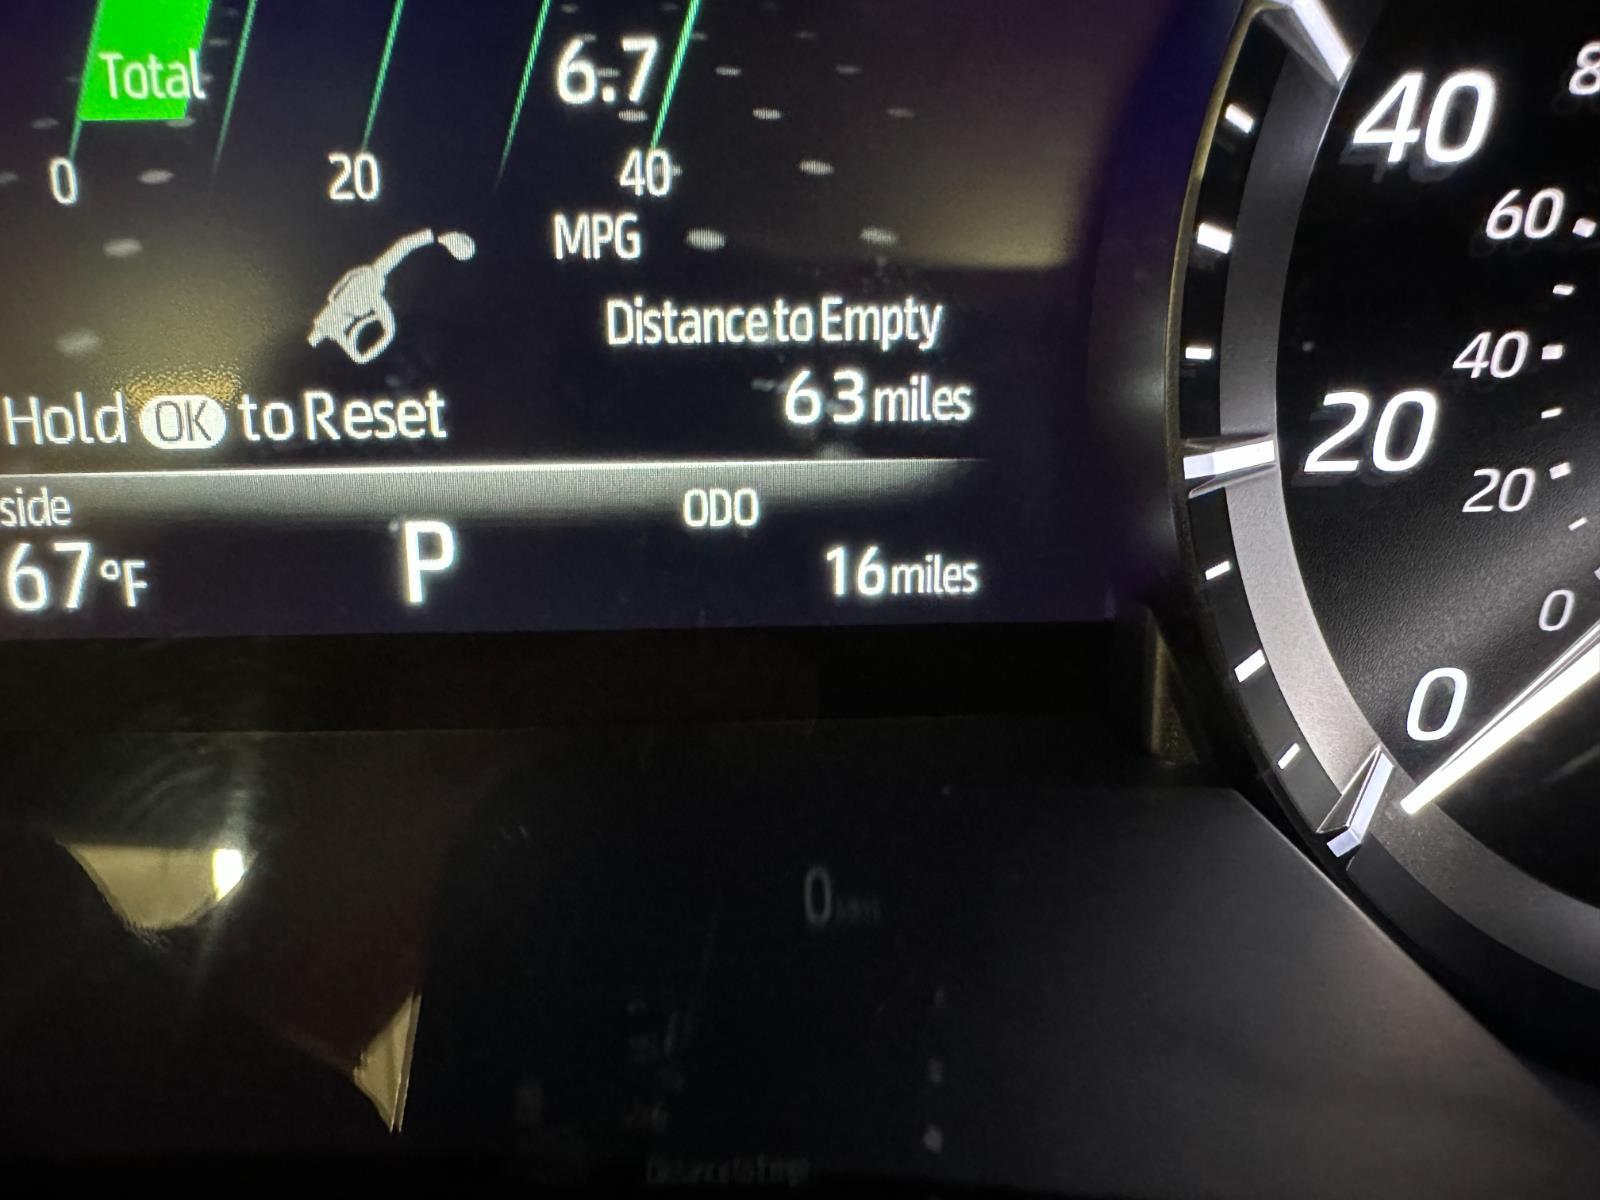 Total
6.7
0 20 40
MPG
Distance to Empty
63 miles
Hold OK to Reset
side
67°F
P
ODO
16 miles
40
20
0
8
60
40
20
0
0